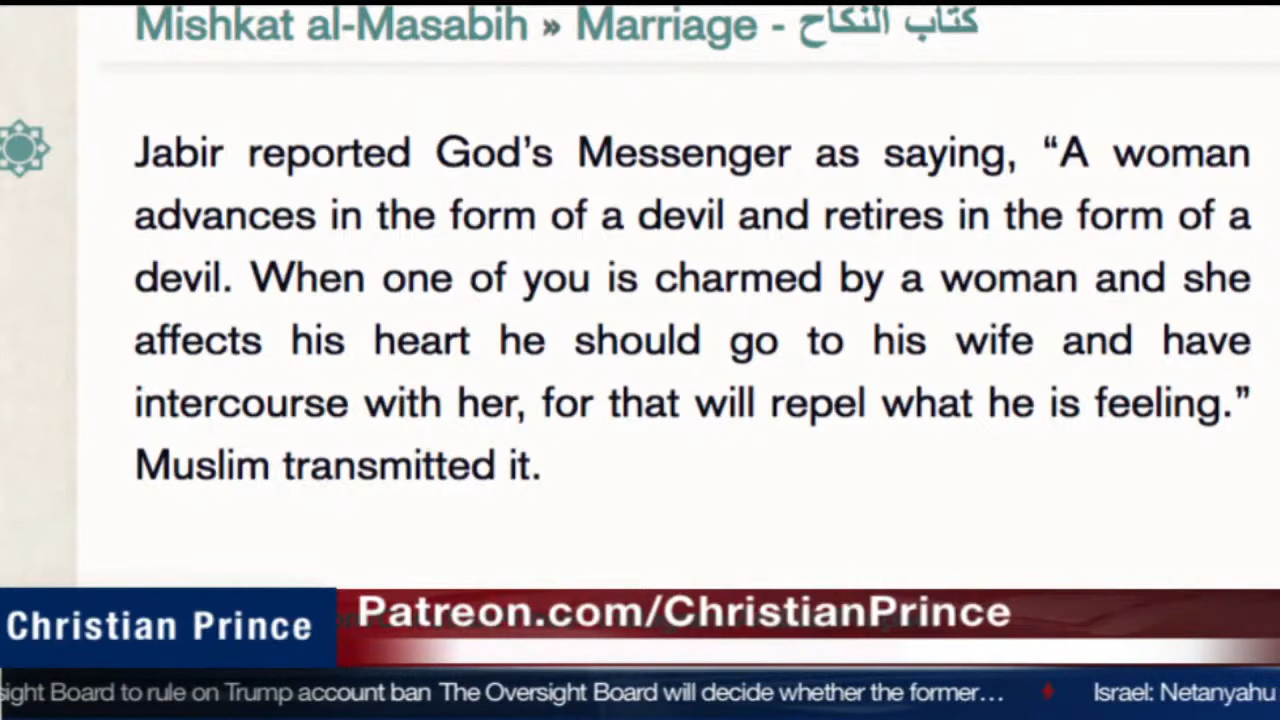 Mishkat al-Masabih » Marriage - كتاب النكاح
Jabir reported God’s Messenger as saying, “A woman
advances in the form of a devil and retires in the form of a
devil. When one of you is charmed by a woman and she
affects his heart he should go to his wife and have
intercourse with her, for that will repel what he is feeling.”
Muslim transmitted it.
Christian Prince
Patreon.com/ChristianPrince
sight Board to rule on Trump account ban The Oversight Board will decide whether the former… ♦ Israel: Netanyahu